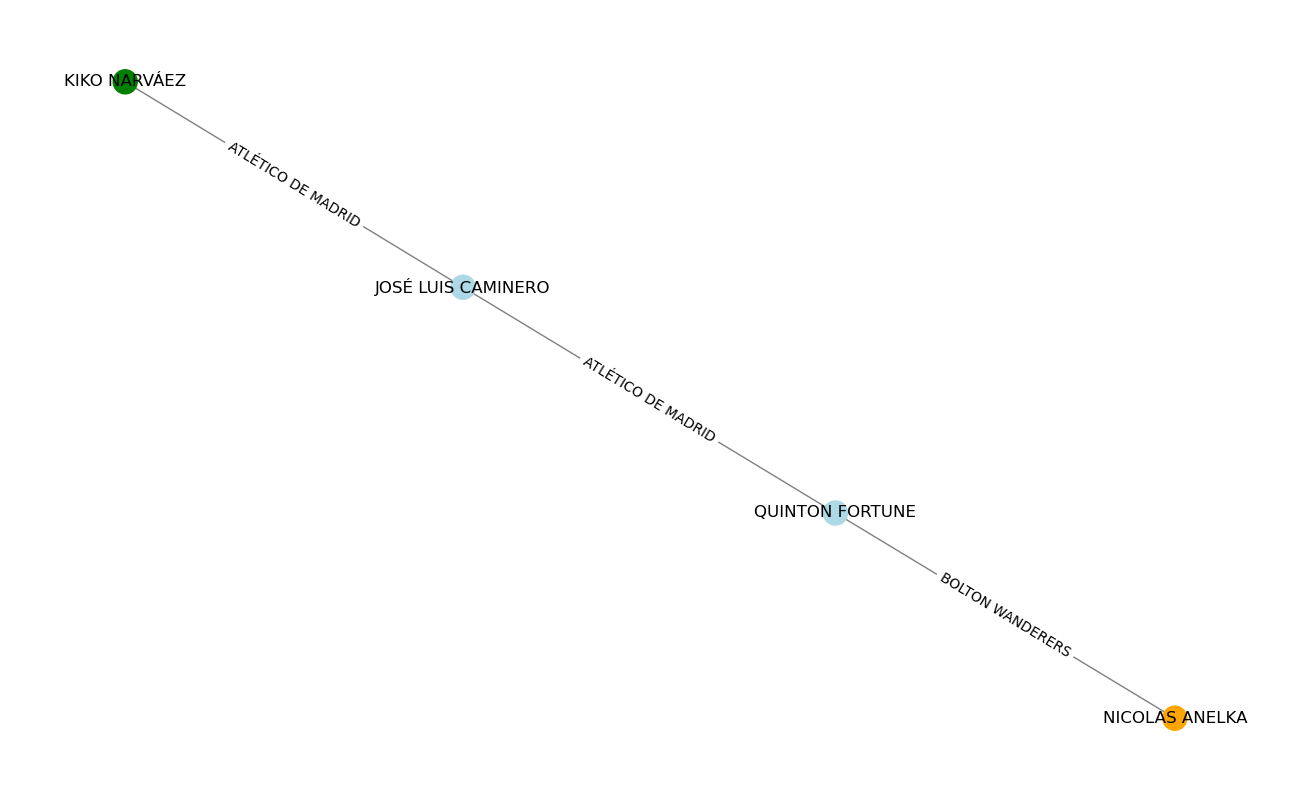 KIKO NARVÁEZ
ATLÉTICO DE MADRID
JOSÉ LUIS CAMINERO
ATLÉTICO DE MADRID
QUINTON FORTUNE
BOLTON WANDERERS
NICOLAS ANELKA